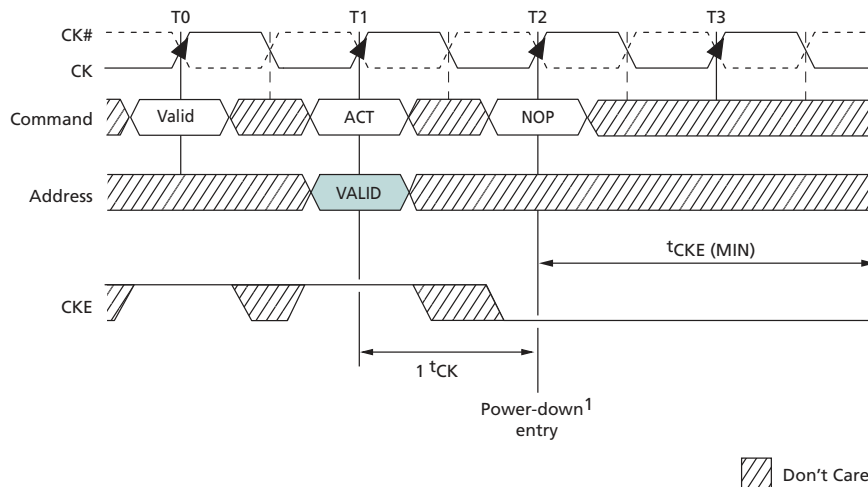 T0 T1 T2 T3
CK#
CK
Command Valid ACT NOP
Address VALID
tCKE (MIN)
CKE
1 tCK
Power-down1
entry
Don't Care